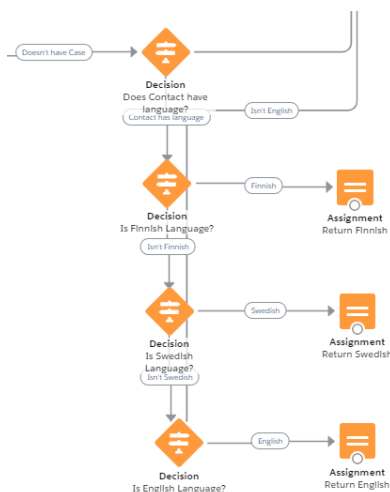 Doesn't have Case
Decision
Does Contact have
language?
Contact has language
Isn't English
Finnish
Decision
Is Finnish Language?
Assignment
Return Finnish
Isn't Finnish
Swedish
Decision
Is Swedish
Language?
Assignment
Return Swedish
Isn't Swedish
English
Decision
Is English Language?
Assignment
Return English